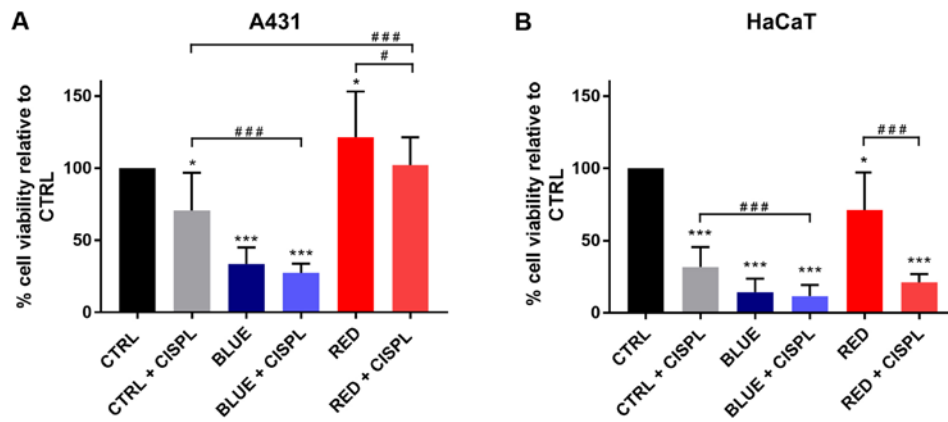 A
A431
% cell viability relative to
CTRL
150
100
50
0
*
***
***
*
###
###
#
CTRL
CTRL + CISPL
BLUE
BLUE + CISPL
RED
RED + CISPL
B
HaCaT
% cell viability relative to
CTRL
150
100
50
0
***
***
***
*
***
###
###
CTRL
CTRL + CISPL
BLUE
BLUE + CISPL
RED
RED + CISPL